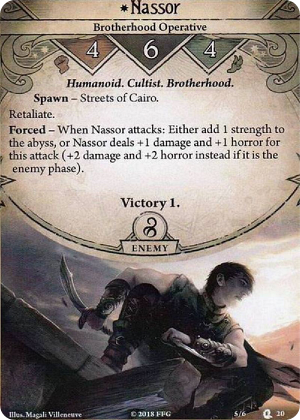 *Nassor
Brotherhood Operative
4 6 4
Humanoid. Cultist. Brotherhood.
Spawn – Streets of Cairo.
Retaliate.
Forced – When Nassor attacks: Either add 1 strength to
the abyss, or Nassor deals +1 damage and +1 horror for
this attack (+2 damage and +2 horror instead if it is the
enemy phase).
Victory 1.
ENEMY
Illus. Magali Villeneuve
© 2018 FFG
5/6
20